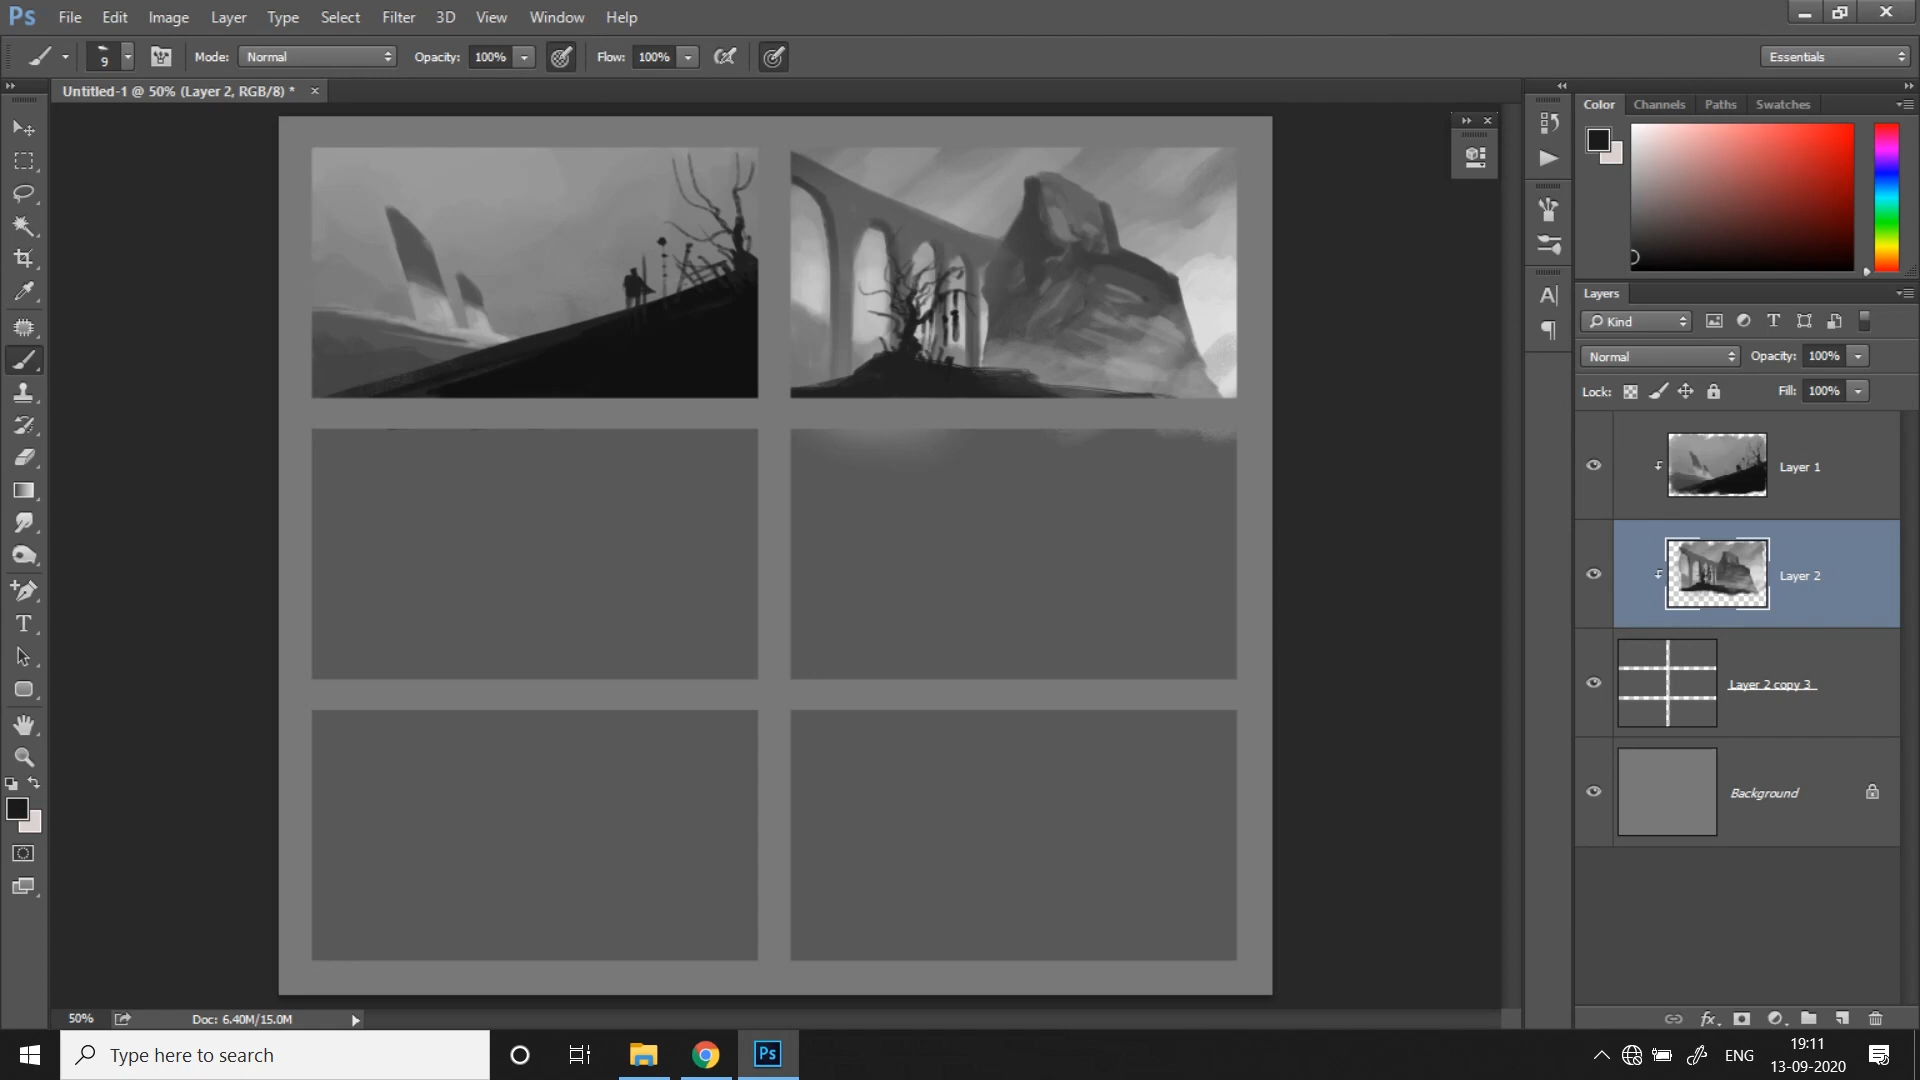 Ps File Edit Image Layer Type Select Filter 3D View Window Help
9 Mode: Normal Opacity: 100% Flow: 100% Essentials
Untitled-1 @ 50% (Layer 2, RGB/8) *
Color Channels Paths Swatches
Layers
Kind
Normal Opacity: 100%
Lock: Fill: 100%
Layer 1
Layer 2
Layer 2 copy 3
Background
50% Doc: 6.40M/15.0M
Type here to search
Ps
ENG
19:11
13-09-2020